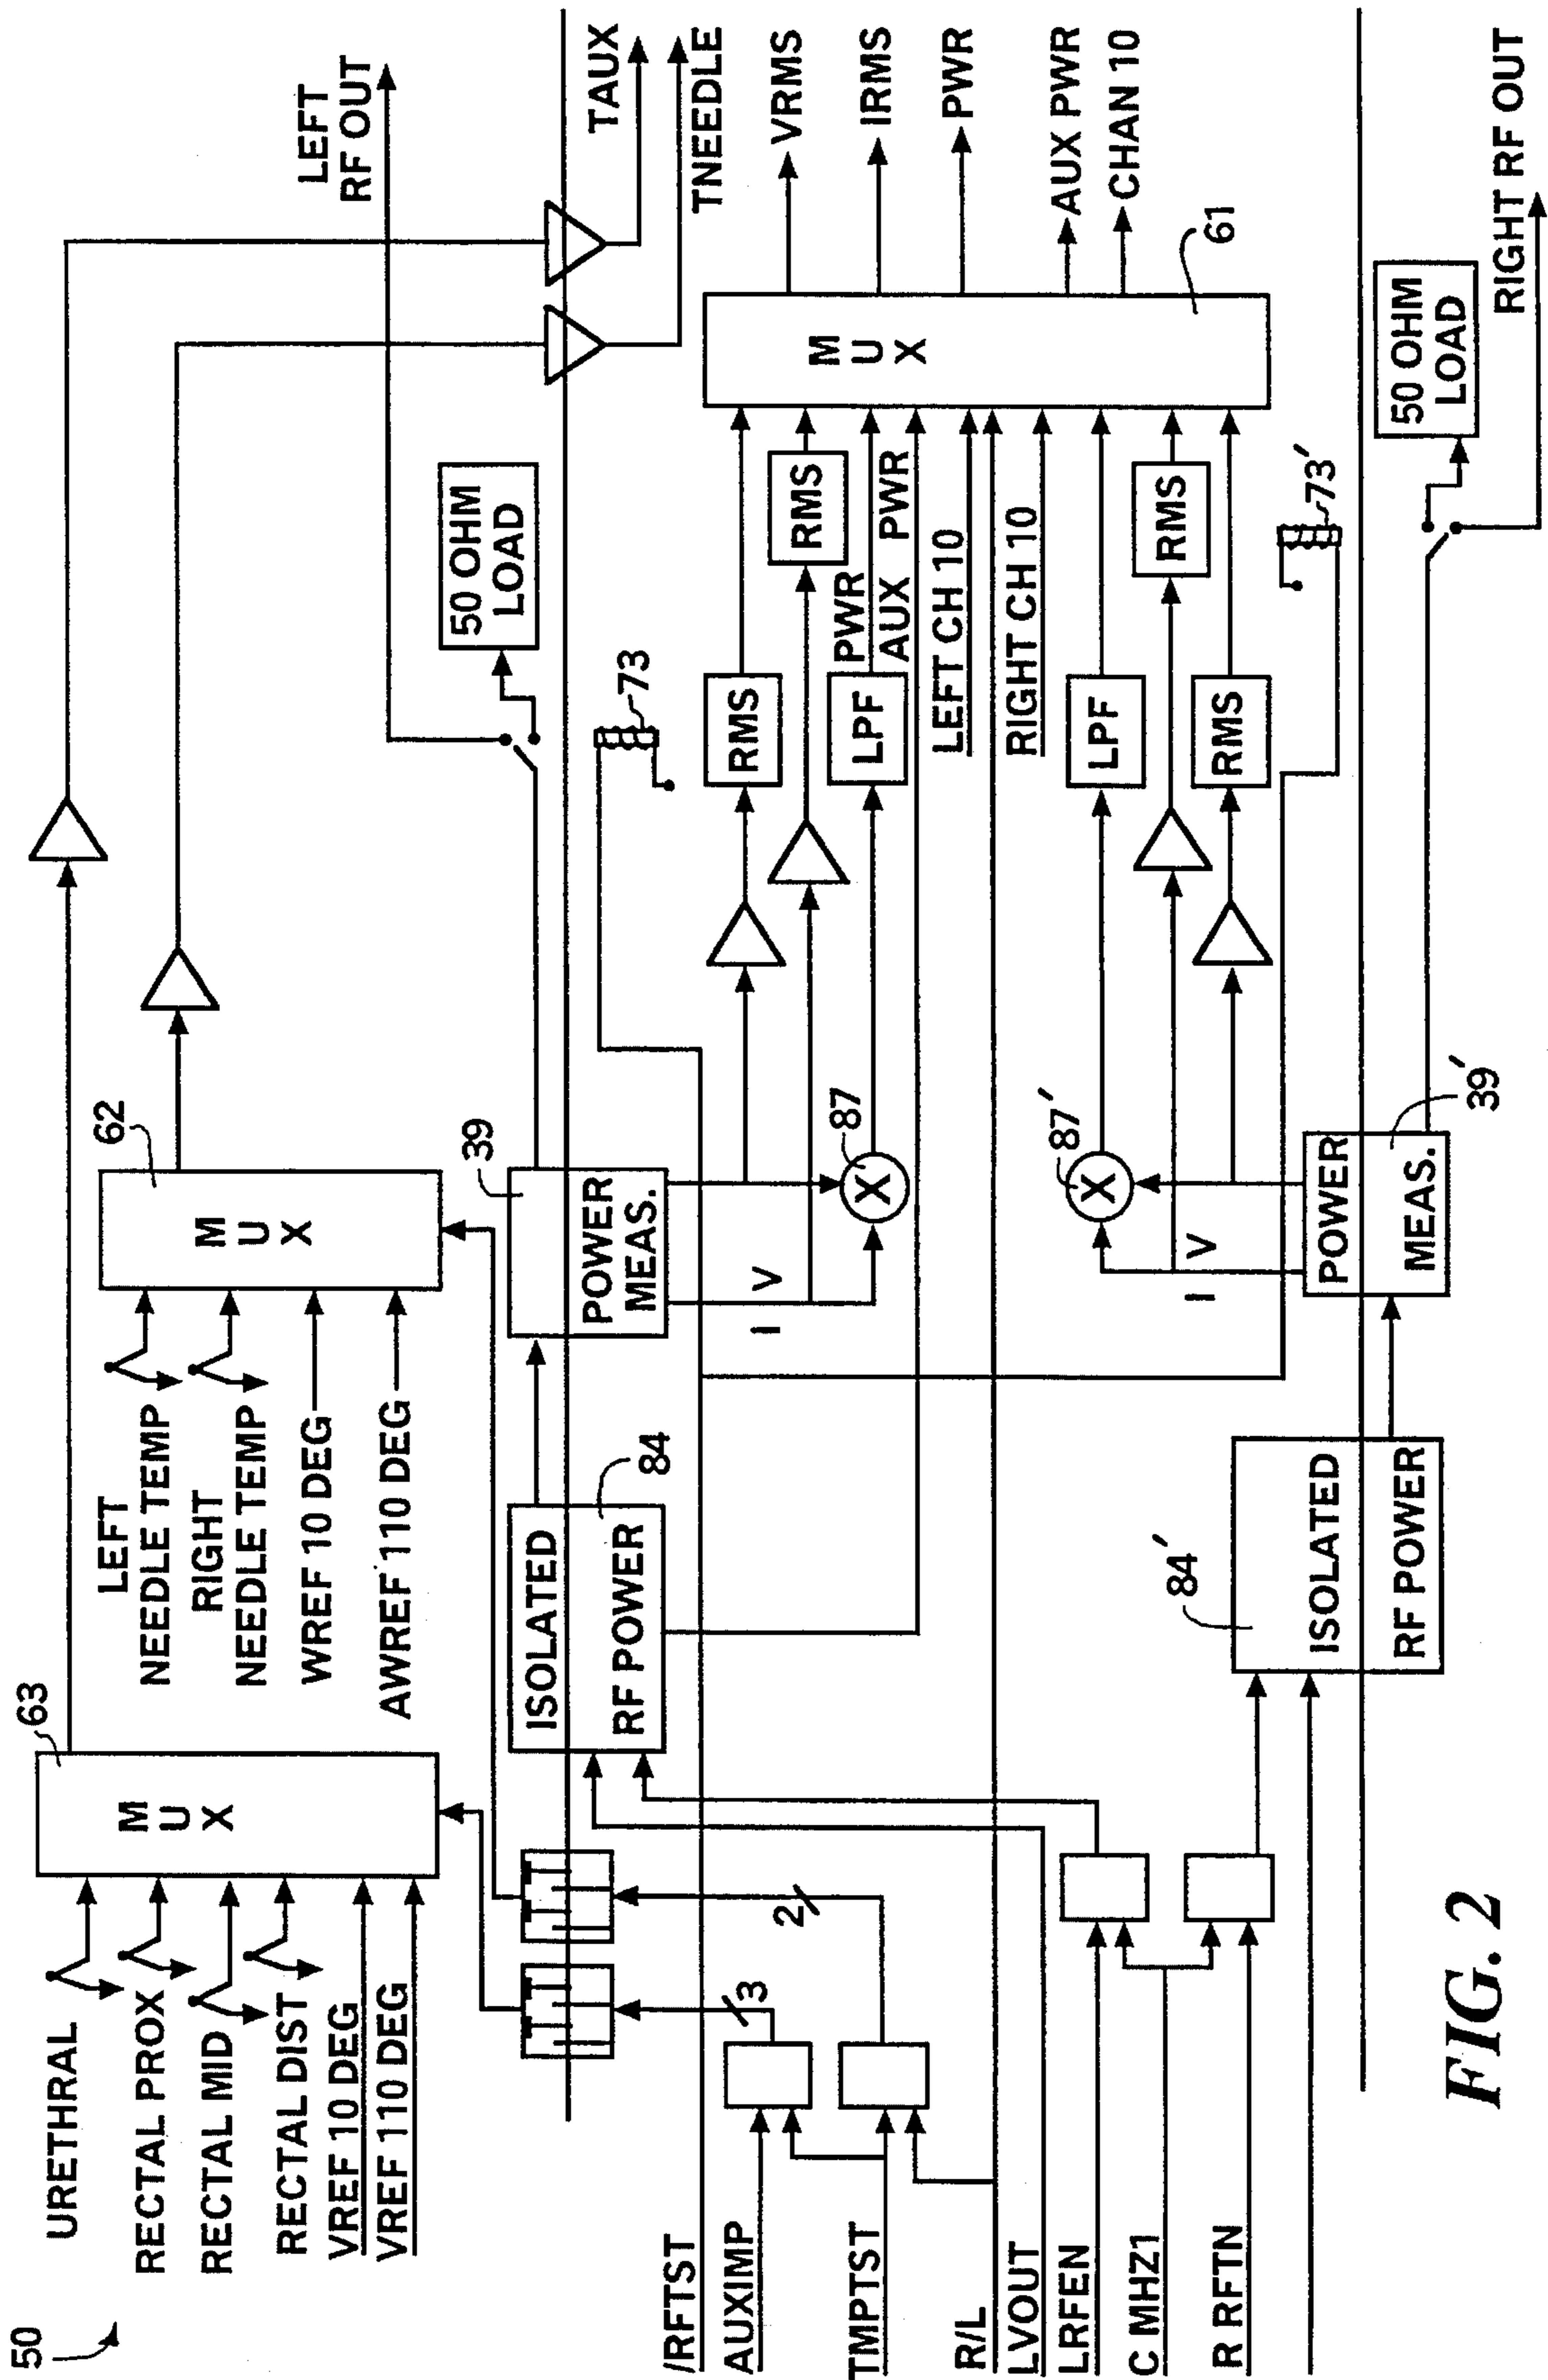 50
URETHRAL
RECTAL PROX
RECTAL MID
RECTAL DIST
VREF 10 DEG
VREF 110 DEG
63
MUX
LEFT
NEEDLE TEMP
RIGHT
NEEDLE TEMP
WREF 10 DEG
AWREF 110 DEG
62
MUX
LEFT
RF OUT
50 OHM
LOAD
TAUX
TNEEDLE
/RFTST
AUXIMP
TMPTST
R/L
LVOUT
LRFEN
C MHZ1
R RFTN
3
2
ISOLATED
RF POWER
84
39
POWER
MEAS.
I
V
87
73
RMS
RMS
LPF
PWR
AUX PWR
LEFT CH 10
RIGHT CH 10
MUX
61
VRMS
IRMS
PWR
AUX PWR
CHAN 10
87'
I
V
LPF
RMS
RMS
73'
84'
ISOLATED
RF POWER
POWER
MEAS.
39'
50 OHM
LOAD
RIGHT RF OUT
FIG. 2